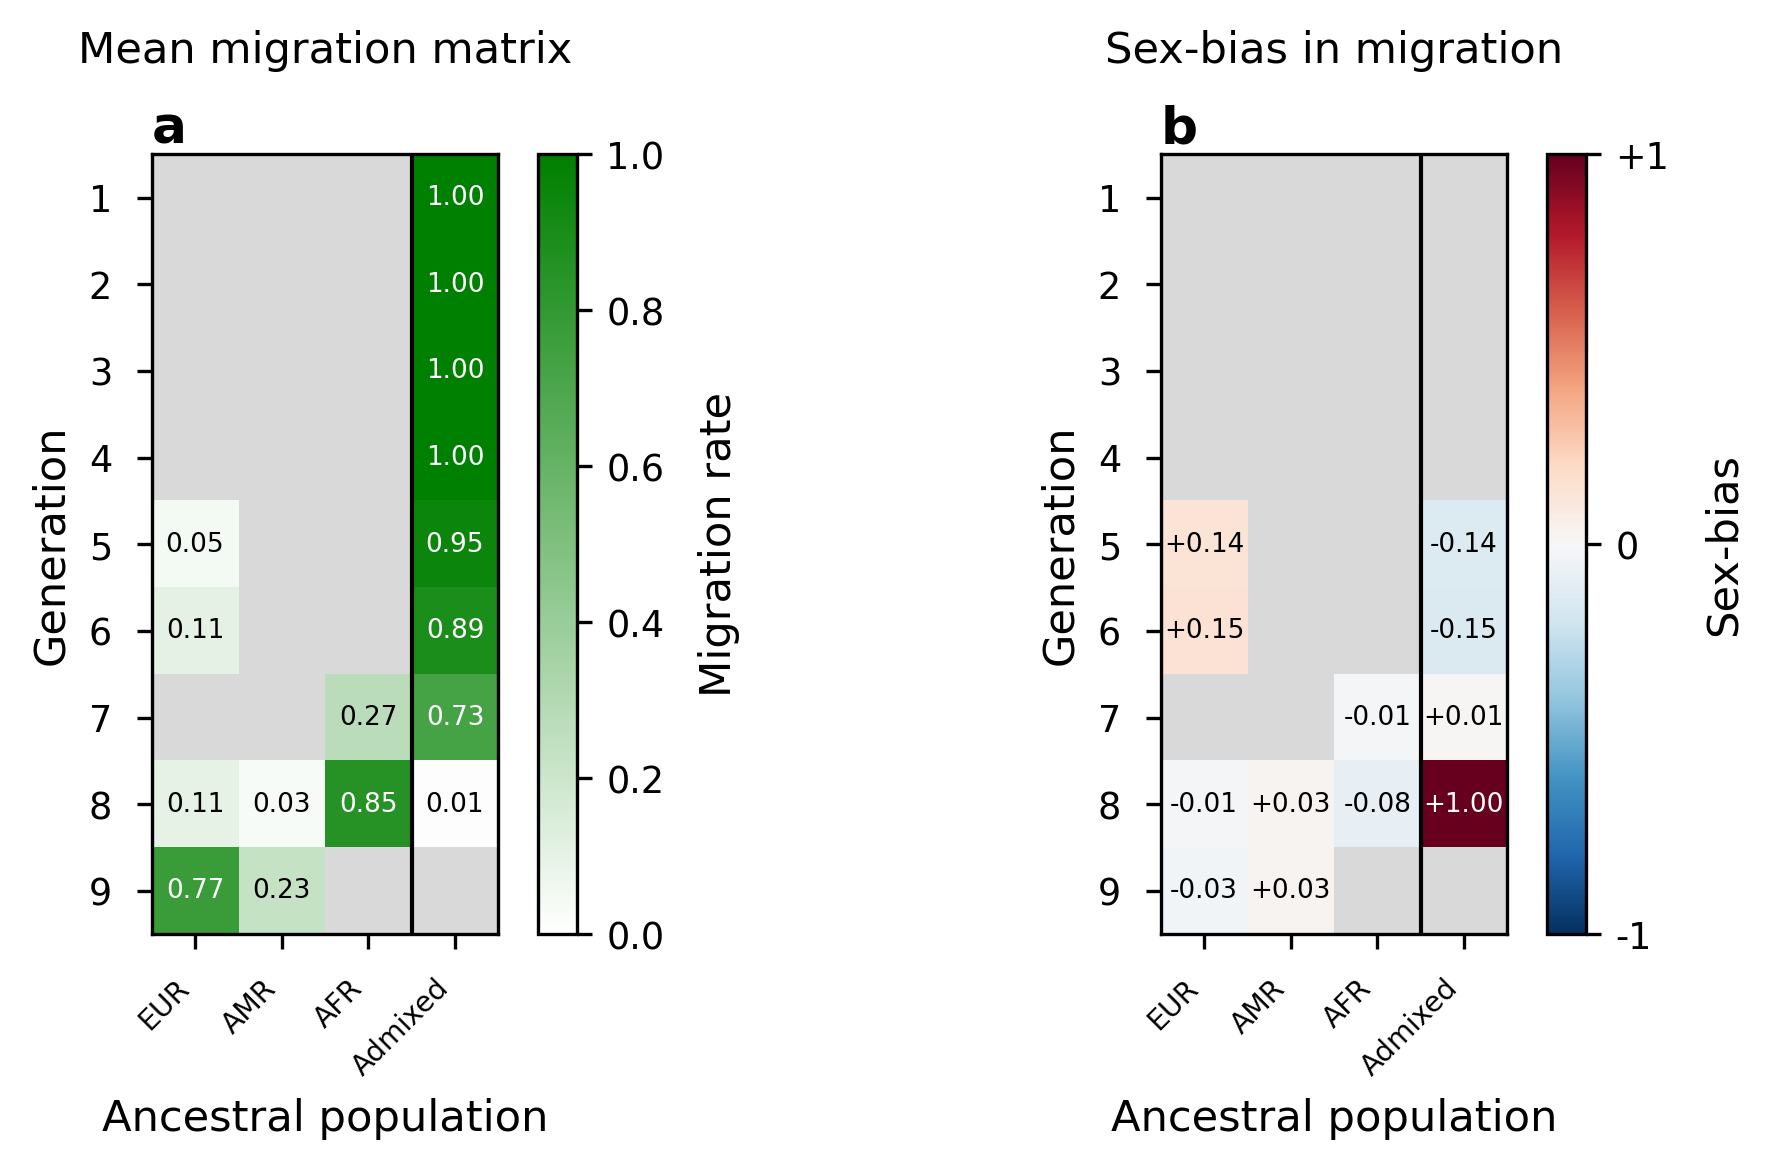 Mean migration matrix
a
Generation
1
2
3
4
5
6
7
8
9
1.00
1.00
1.00
1.00
0.05 0.95
0.11 0.89
0.27 0.73
0.11 0.03 0.85 0.01
0.77 0.23
EUR
AMR
AFR
Admixed
Ancestral population
1.0
0.8
0.6
0.4
0.2
0.0
Migration rate
Sex-bias in migration
b
Generation
1
2
3
4
5
6
7
8
9
+0.14 -0.14
+0.15 -0.15
-0.01 +0.01
-0.01 +0.03 -0.08 +1.00
-0.03 +0.03
EUR
AMR
AFR
Admixed
Ancestral population
+1
0
-1
Sex-bias